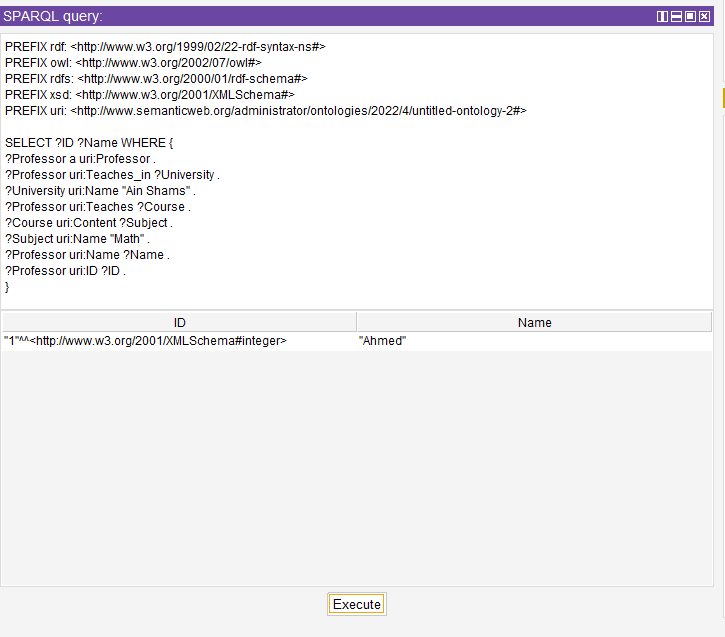 SPARQL query:
PREFIX rdf: <http://www.w3.org/1999/02/22-rdf-syntax-ns#>
PREFIX owl: <http://www.w3.org/2002/07/owl#>
PREFIX rdfs: <http://www.w3.org/2000/01/rdf-schema#>
PREFIX xsd: <http://www.w3.org/2001/XMLSchema#>
PREFIX uri: <http://www.semanticweb.org/administrator/ontologies/2022/4/untitled-ontology-2#>
SELECT ?ID ?Name WHERE {
?Professor a uri:Professor .
?Professor uri:Teaches_in ?University .
?University uri:Name "Ain Shams" .
?Professor uri:Teaches ?Course .
?Course uri:Content ?Subject .
?Subject uri:Name "Math" .
?Professor uri:Name ?Name .
?Professor uri:ID ?ID .
}
ID Name
"1"^^<http://www.w3.org/2001/XMLSchema#integer> "Ahmed"
Execute